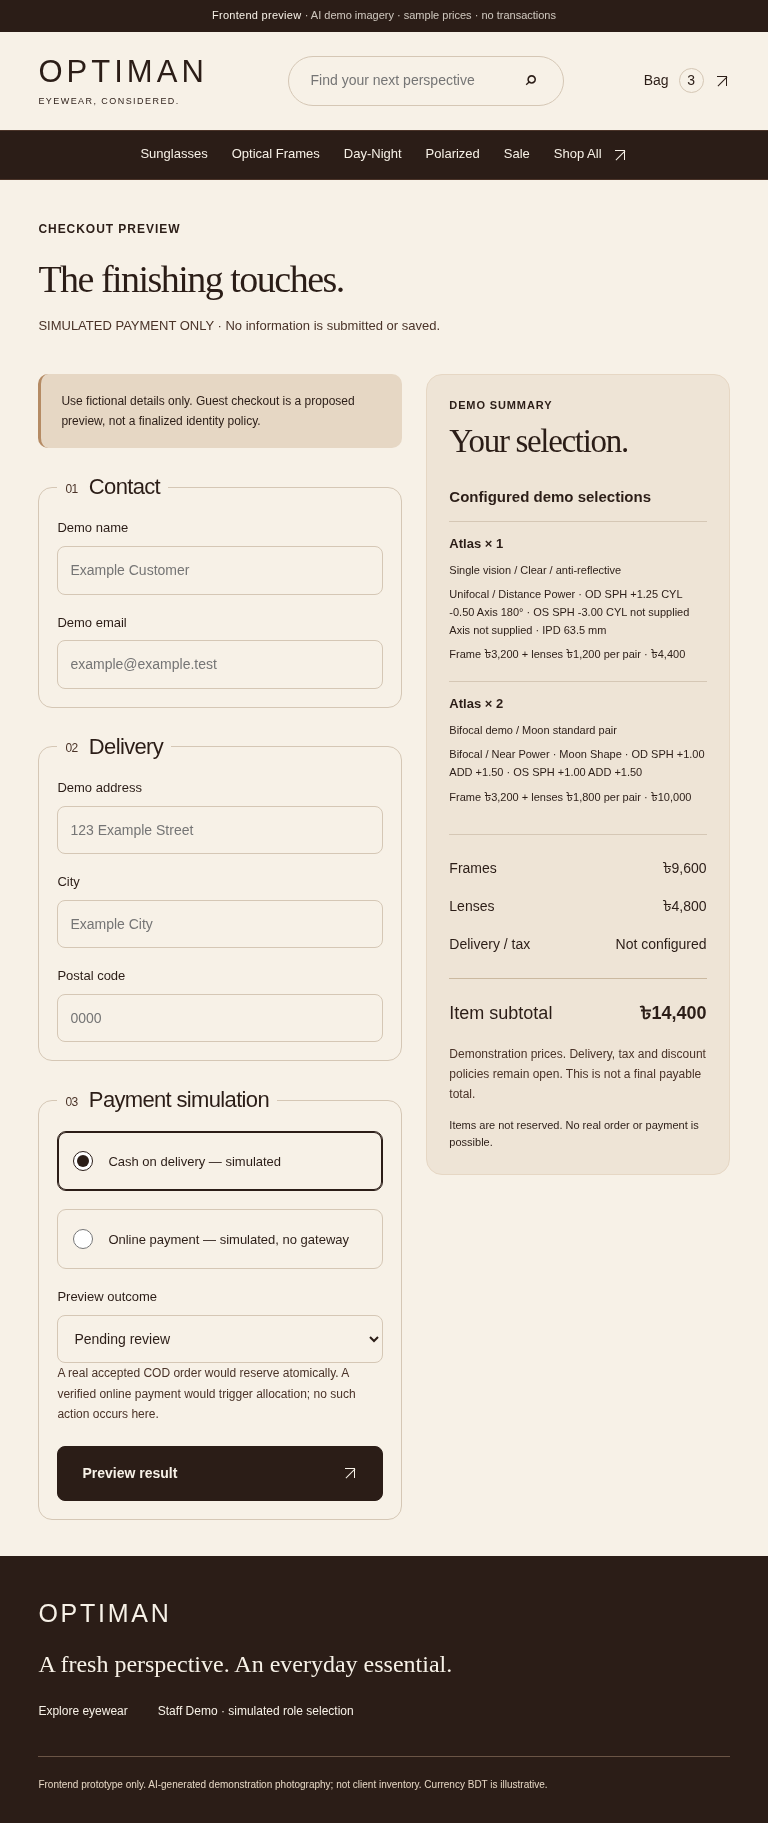 Frontend preview · AI demo imagery · sample prices · no transactions
OPTIMAN
EYEWEAR, CONSIDERED.
Find your next perspective
Bag 3
Sunglasses Optical Frames Day-Night Polarized Sale Shop All
CHECKOUT PREVIEW
The finishing touches.
SIMULATED PAYMENT ONLY · No information is submitted or saved.
Use fictional details only. Guest checkout is a proposed
preview, not a finalized identity policy.
01 Contact
Demo name
Example Customer
Demo email
example@example.test
02 Delivery
Demo address
123 Example Street
City
Example City
Postal code
0000
03 Payment simulation
Cash on delivery — simulated
Online payment — simulated, no gateway
Preview outcome
Pending review
A real accepted COD order would reserve atomically. A
verified online payment would trigger allocation; no such
action occurs here.
Preview result
DEMO SUMMARY
Your selection.
Configured demo selections
Atlas × 1
Single vision / Clear / anti-reflective
Unifocal / Distance Power · OD SPH +1.25 CYL
-0.50 Axis 180° · OS SPH -3.00 CYL not supplied
Axis not supplied · IPD 63.5 mm
Frame ৳3,200 + lenses ৳1,200 per pair · ৳4,400
Atlas × 2
Bifocal demo / Moon standard pair
Bifocal / Near Power · Moon Shape · OD SPH +1.00
ADD +1.50 · OS SPH +1.00 ADD +1.50
Frame ৳3,200 + lenses ৳1,800 per pair · ৳10,000
Frames ৳9,600
Lenses ৳4,800
Delivery / tax Not configured
Item subtotal ৳14,400
Demonstration prices. Delivery, tax and discount
policies remain open. This is not a final payable
total.
Items are not reserved. No real order or payment is
possible.
OPTIMAN
A fresh perspective. An everyday essential.
Explore eyewear Staff Demo · simulated role selection
Frontend prototype only. AI-generated demonstration photography; not client inventory. Currency BDT is illustrative.